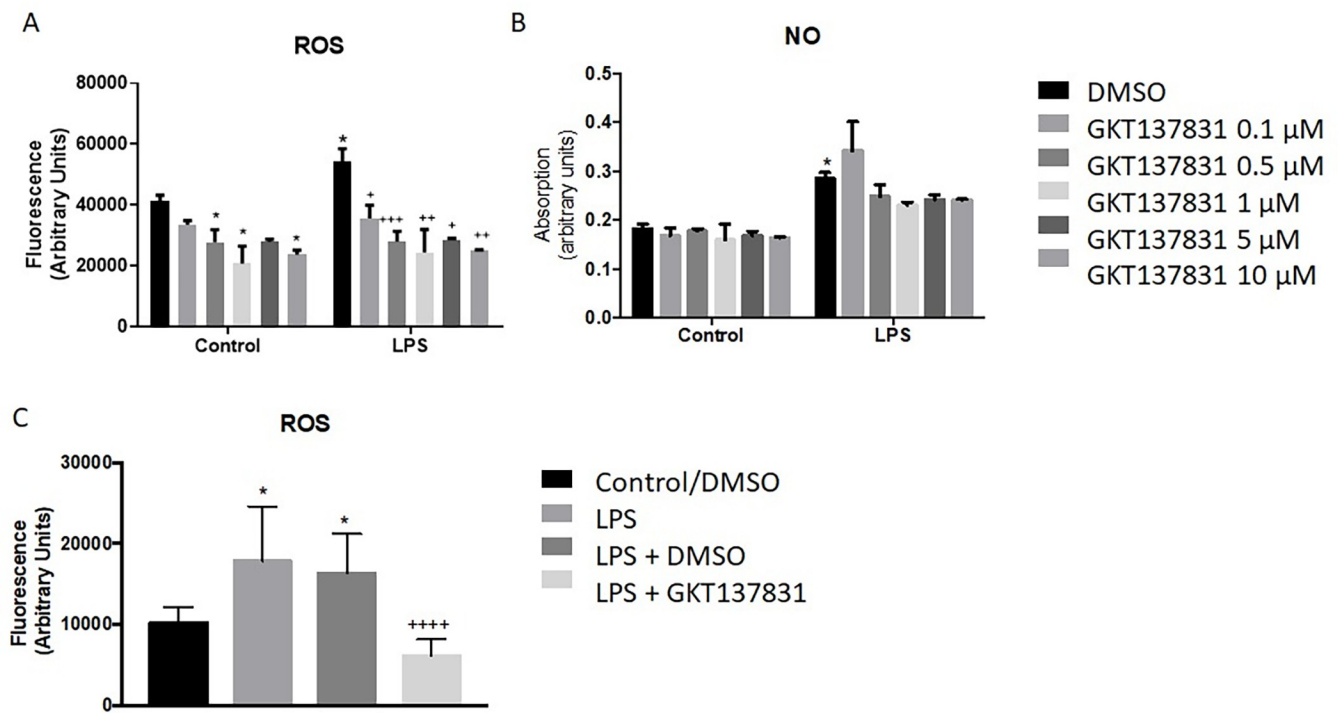 A
ROS
Fluorescence
(Arbitrary Units)
80000
60000
40000
20000
0
*
*
*
*
+
+++
++
+
++
Control
LPS
B
NO
Absorption
(arbitrary units)
0.5
0.4
0.3
0.2
0.1
0.0
*
Control
LPS
DMSO
GKT137831 0.1 µM
GKT137831 0.5 µM
GKT137831 1 µM
GKT137831 5 µM
GKT137831 10 µM
C
ROS
Fluorescence
(Arbitrary Units)
30000
20000
10000
0
*
*
++++
Control/DMSO
LPS
LPS + DMSO
LPS + GKT137831